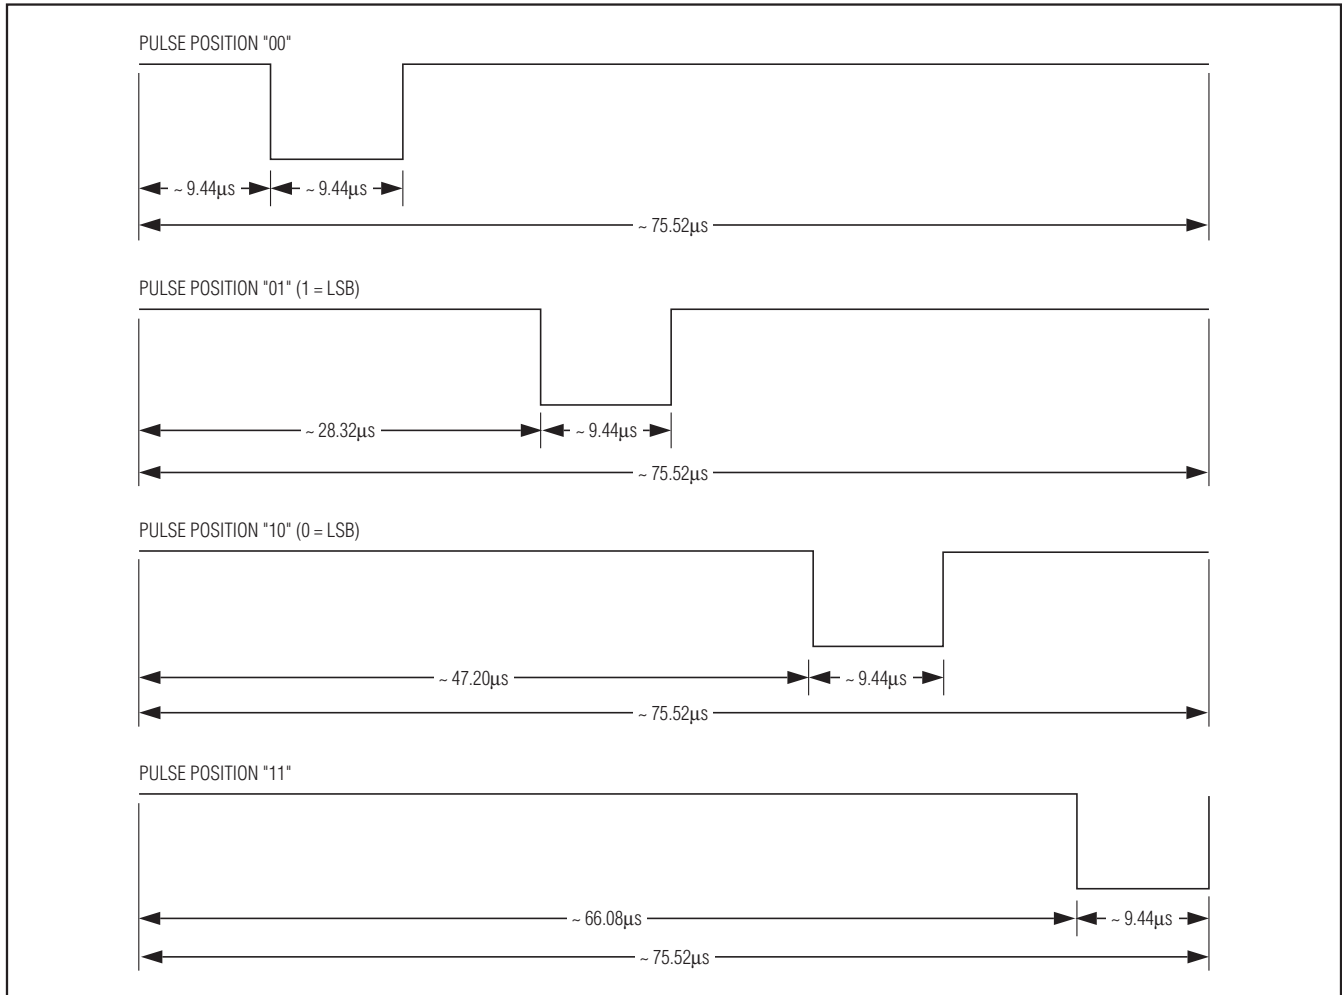 PULSE POSITION "00"
~ 9.44µs ~ 9.44µs
~ 75.52µs
PULSE POSITION "01" (1 = LSB)
~ 28.32µs ~ 9.44µs
~ 75.52µs
PULSE POSITION "10" (0 = LSB)
~ 47.20µs ~ 9.44µs
~ 75.52µs
PULSE POSITION "11"
~ 66.08µs ~ 9.44µs
~ 75.52µs